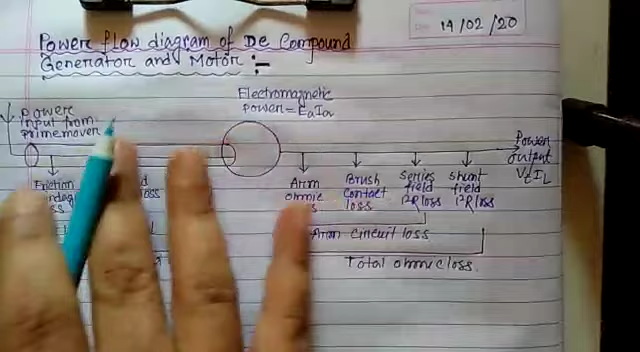 14/02/20
Power flow diagram of DC Compound
Generator and Motor :-
Electromagnetic
Power = EaIa
Power
input from
primemover
Power
output
VtIL
Friction
Arm
ohmic
Brush
contact
loss
series
field
I²R loss
shunt
field
I²R loss
Arm circuit loss
Total ohmic loss